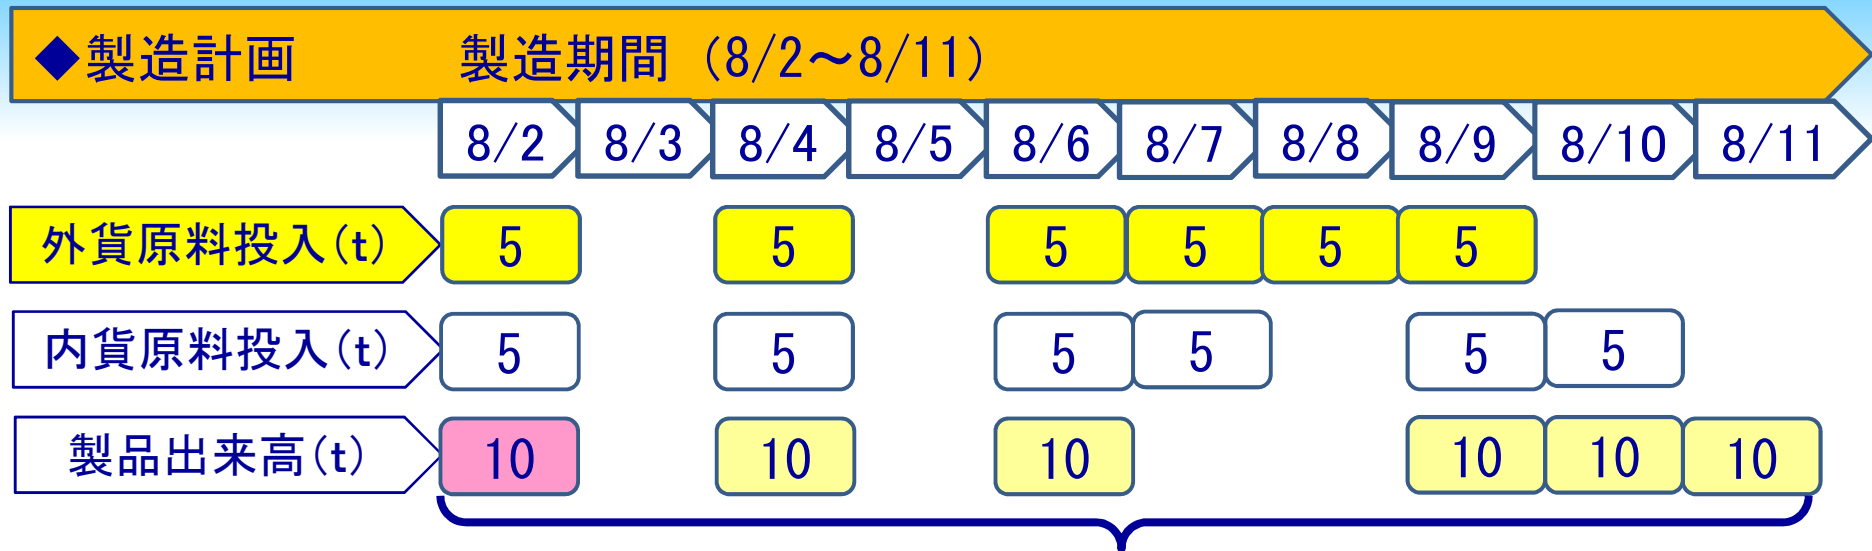 ◆製造計画 製造期間（8/2～8/11）
8/2 8/3 8/4 8/5 8/6 8/7 8/8 8/9 8/10 8/11
外貨原料投入(t) 5 5 5 5 5 5
内貨原料投入(t) 5 5 5 5 5 5
製品出来高(t) 10 10 10 10 10 10